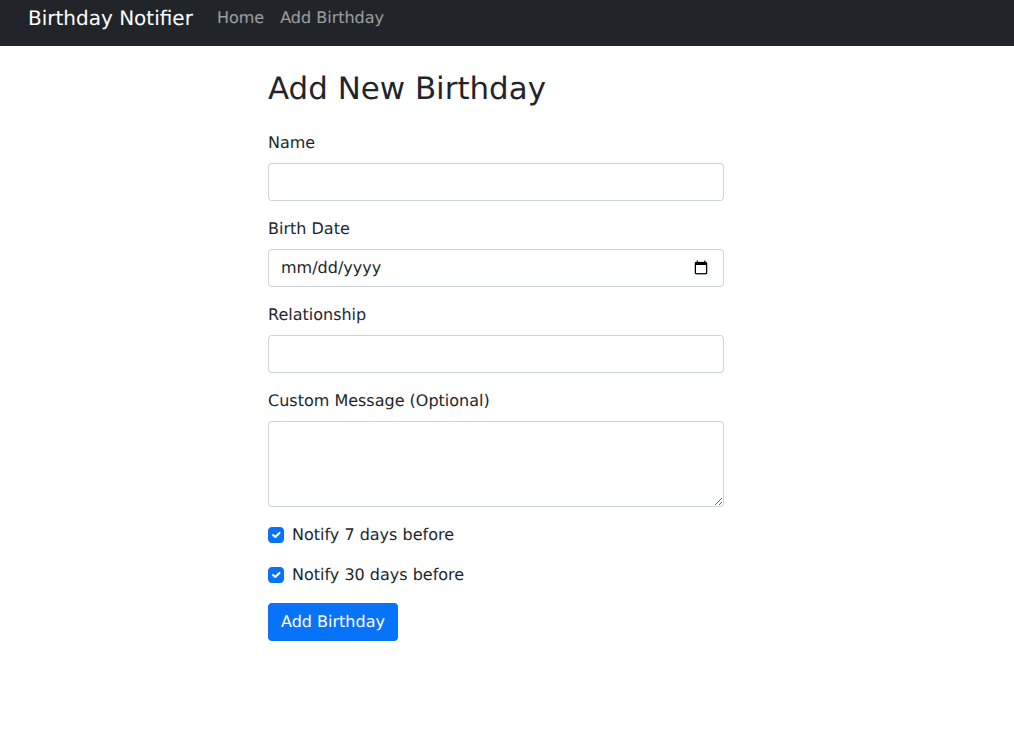 Birthday Notifier Home Add Birthday
Add New Birthday
Name
Birth Date
mm/dd/yyyy
Relationship
Custom Message (Optional)
Notify 7 days before
Notify 30 days before
Add Birthday